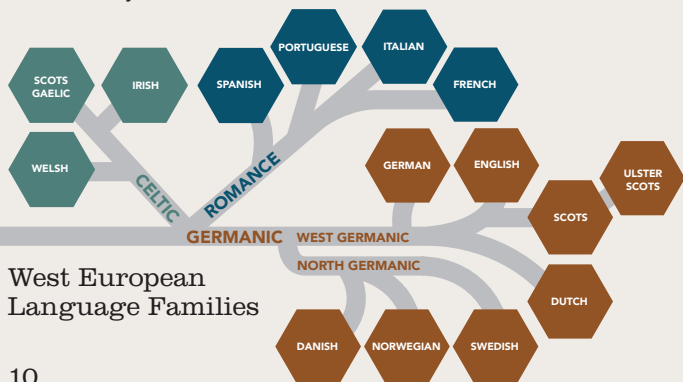 PORTUGUESE
ITALIAN
SCOTS
GAELIC
IRISH
SPANISH
FRENCH
WELSH
GERMAN
ENGLISH
ULSTER
SCOTS
CELTIC
ROMANCE
SCOTS
GERMANIC
WEST GERMANIC
NORTH GERMANIC
West European
Language Families
DUTCH
DANISH
NORWEGIAN
SWEDISH
10